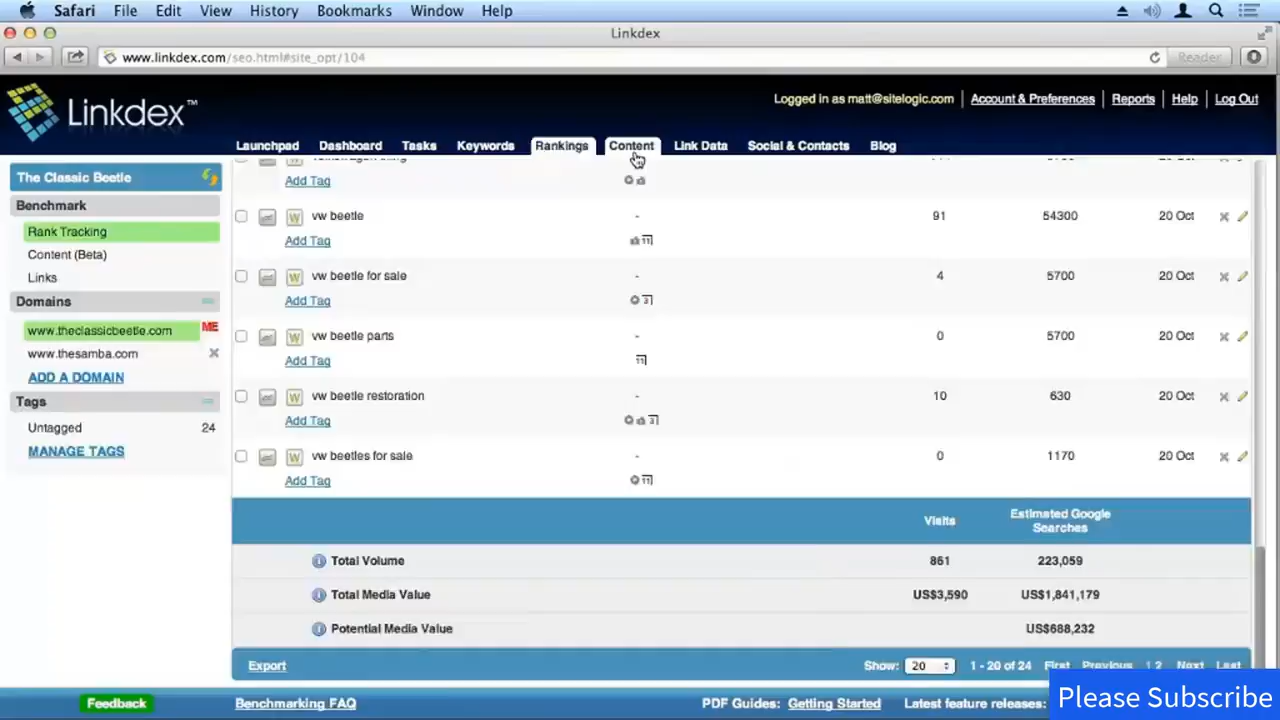 Safari File Edit View History Bookmarks Window Help
Linkdex
www.linkdex.com/seo.html#site_opt/104
Reader
Linkdex™
Logged in as matt@sitelogic.com Account & Preferences Reports Help Log Out
Launchpad Dashboard Tasks Keywords Rankings Content Link Data Social & Contacts Blog
The Classic Beetle
Benchmark
Rank Tracking
Content (Beta)
Links
Domains
www.theclassicbeetle.com ME
www.thesamba.com
ADD A DOMAIN
Tags
Untagged 24
MANAGE TAGS
Add Tag
W vw beetle - 91 54300 20 Oct
Add Tag 11
W vw beetle for sale - 4 5700 20 Oct
Add Tag 3
W vw beetle parts - 0 5700 20 Oct
Add Tag 11
W vw beetle restoration - 10 630 20 Oct
Add Tag 3
W vw beetles for sale - 0 1170 20 Oct
Add Tag 11
Visits Estimated Google
Searches
Total Volume 861 223,059
Total Media Value US$3,590 US$1,841,179
Potential Media Value US$688,232
Export Show: 20 1 - 20 of 24 First Previous 1 2 Next Last
Feedback Benchmarking FAQ PDF Guides: Getting Started Latest feature releases:
Please Subscribe